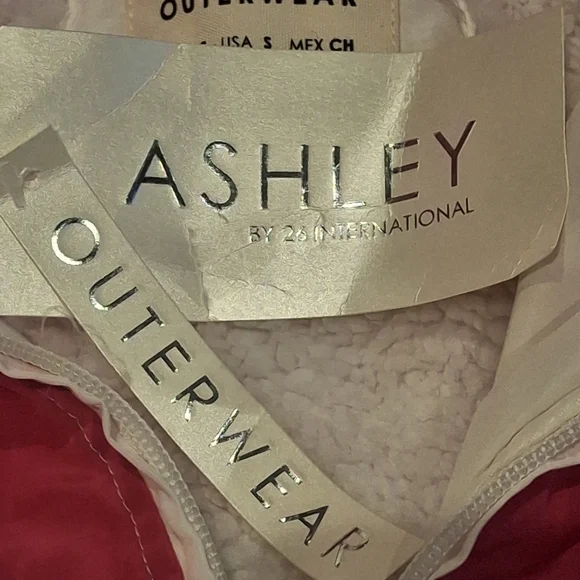 OUTERWEAR
USA S MEX CH
ASHLEY
BY 26 INTERNATIONAL
OUTERWEAR